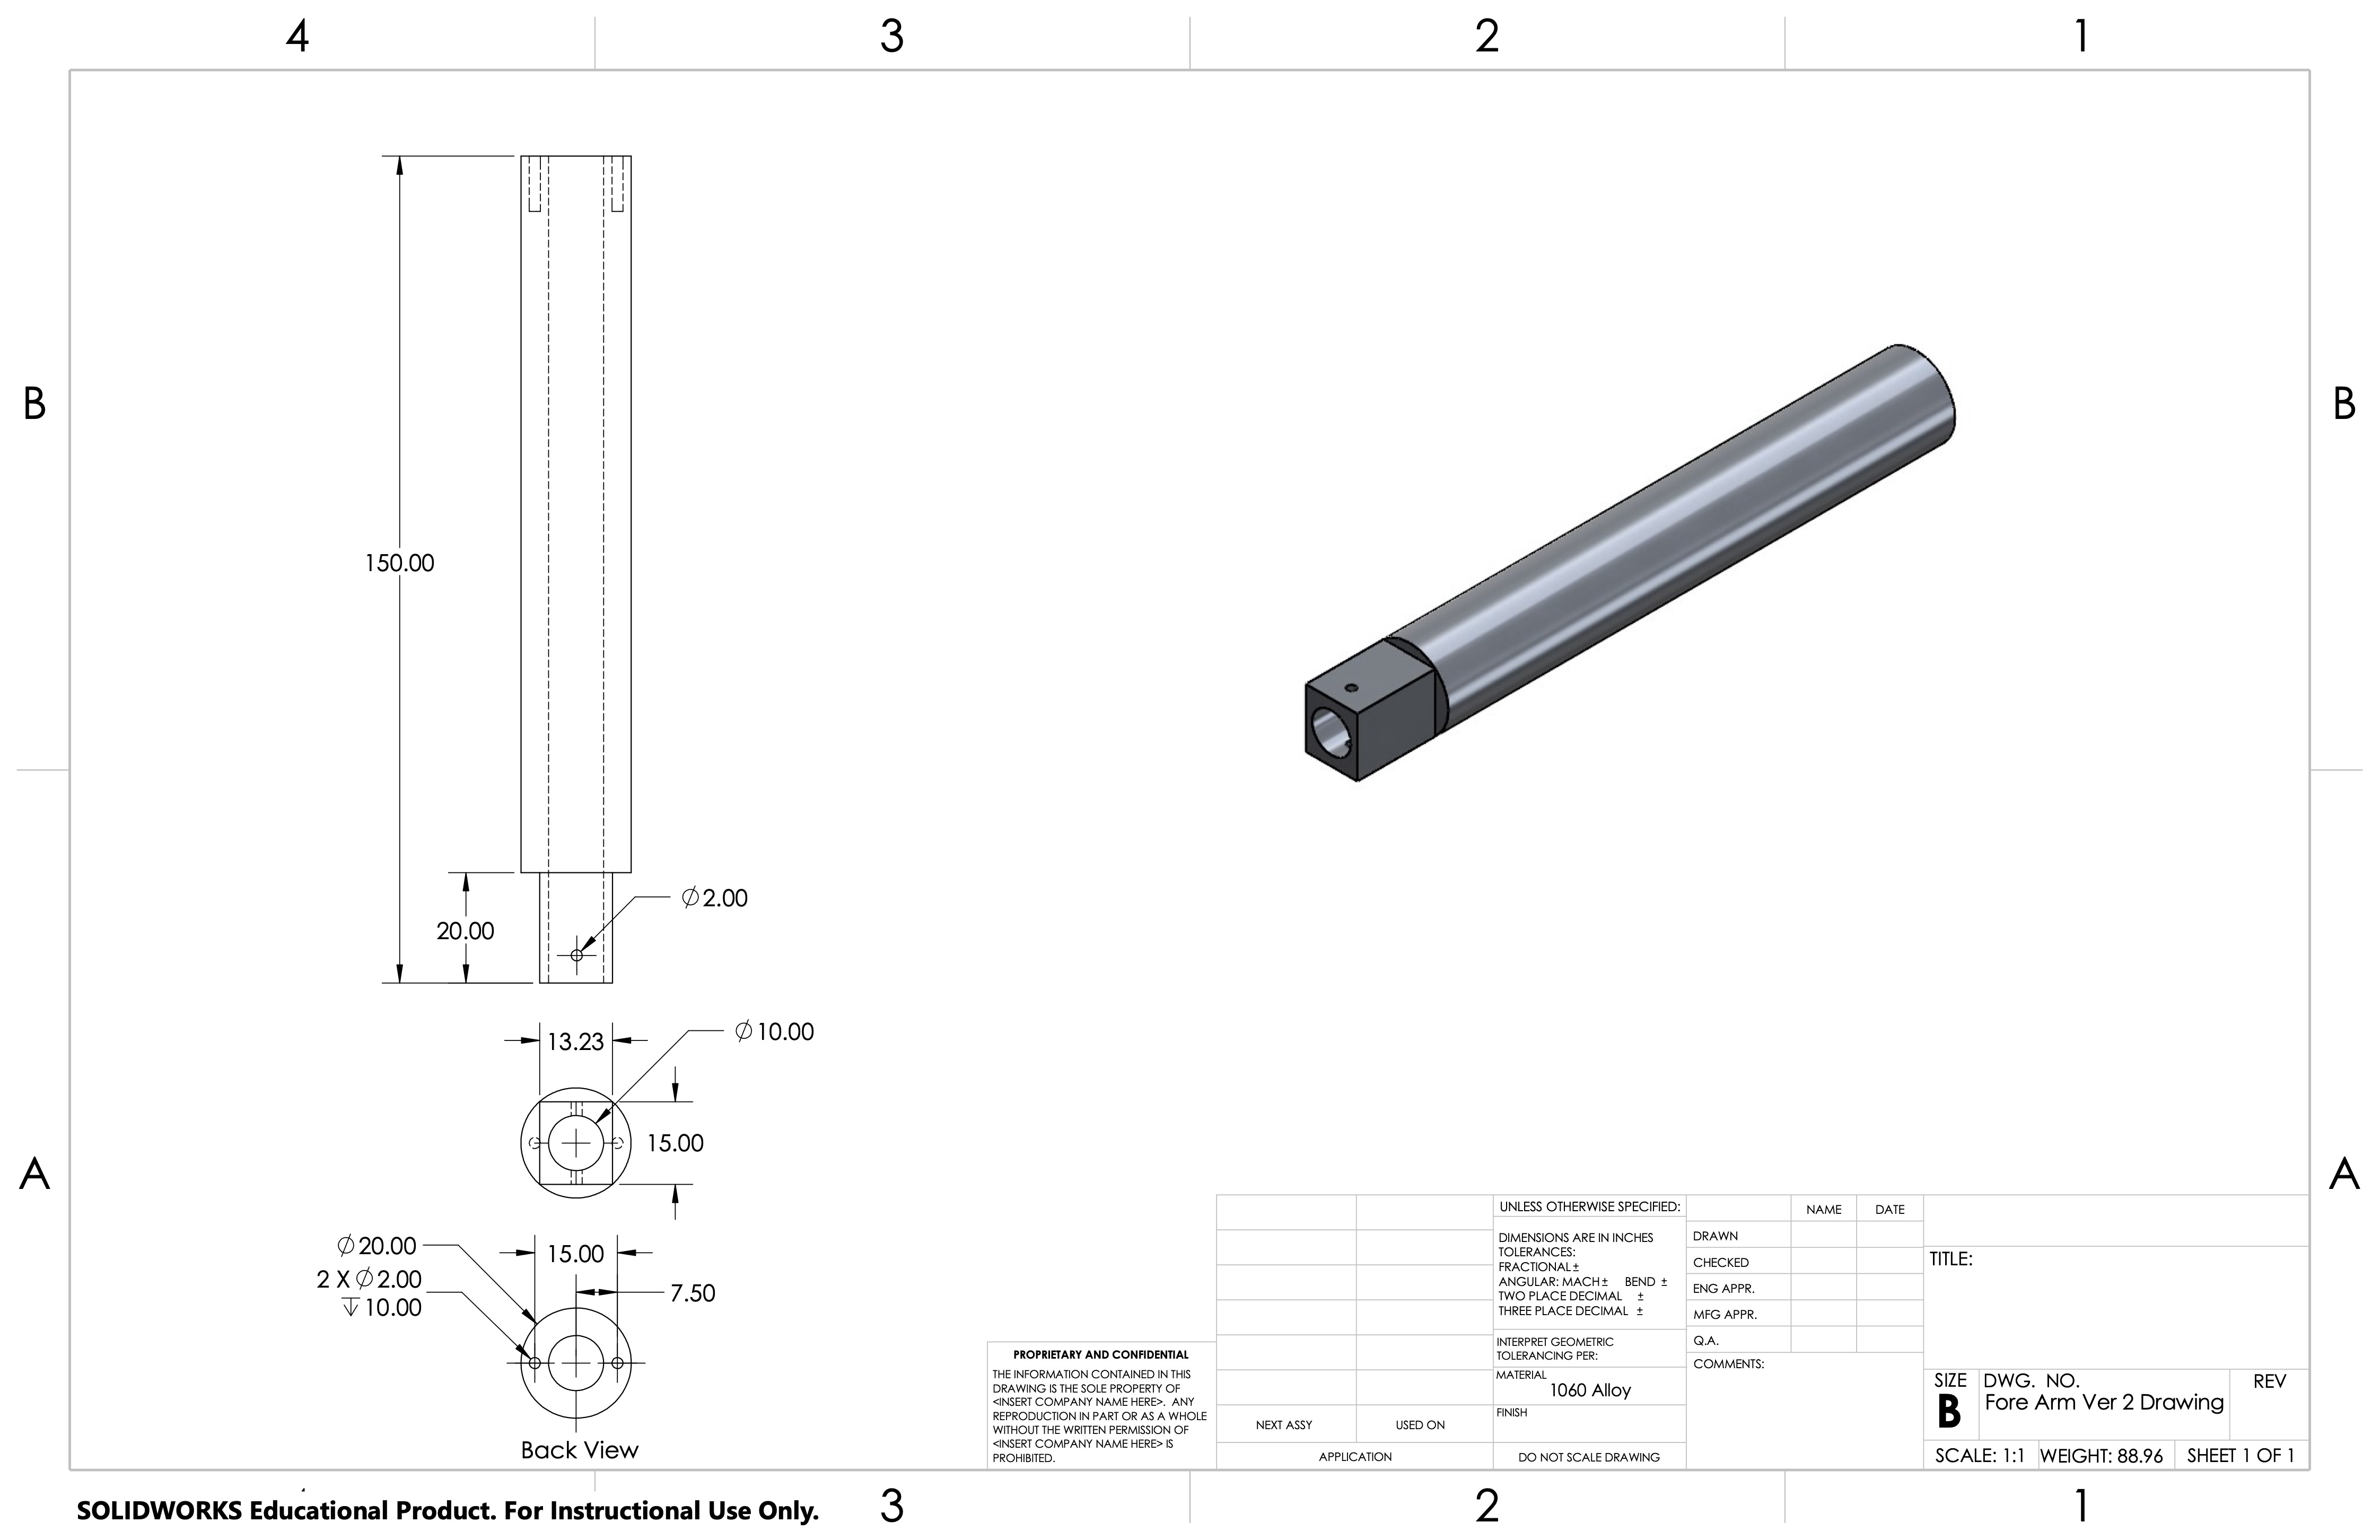 4 3 2 1
B B
150.00
⌀2.00
20.00
13.23
⌀10.00
15.00
A A
⌀20.00
15.00
2 X ⌀2.00
↧10.00
7.50
Back View
PROPRIETARY AND CONFIDENTIAL
THE INFORMATION CONTAINED IN THIS
DRAWING IS THE SOLE PROPERTY OF
<INSERT COMPANY NAME HERE>. ANY
REPRODUCTION IN PART OR AS A WHOLE
WITHOUT THE WRITTEN PERMISSION OF
<INSERT COMPANY NAME HERE> IS
PROHIBITED.
NEXT ASSY USED ON
APPLICATION
UNLESS OTHERWISE SPECIFIED:
DIMENSIONS ARE IN INCHES
TOLERANCES:
FRACTIONAL±
ANGULAR: MACH± BEND ±
TWO PLACE DECIMAL ±
THREE PLACE DECIMAL ±
INTERPRET GEOMETRIC
TOLERANCING PER:
MATERIAL
1060 Alloy
FINISH
DO NOT SCALE DRAWING
NAME DATE
DRAWN
CHECKED
ENG APPR.
MFG APPR.
Q.A.
COMMENTS:
TITLE:
SIZE DWG. NO. REV
B Fore Arm Ver 2 Drawing
SCALE: 1:1 WEIGHT: 88.96 SHEET 1 OF 1
SOLIDWORKS Educational Product. For Instructional Use Only.
3 2 1